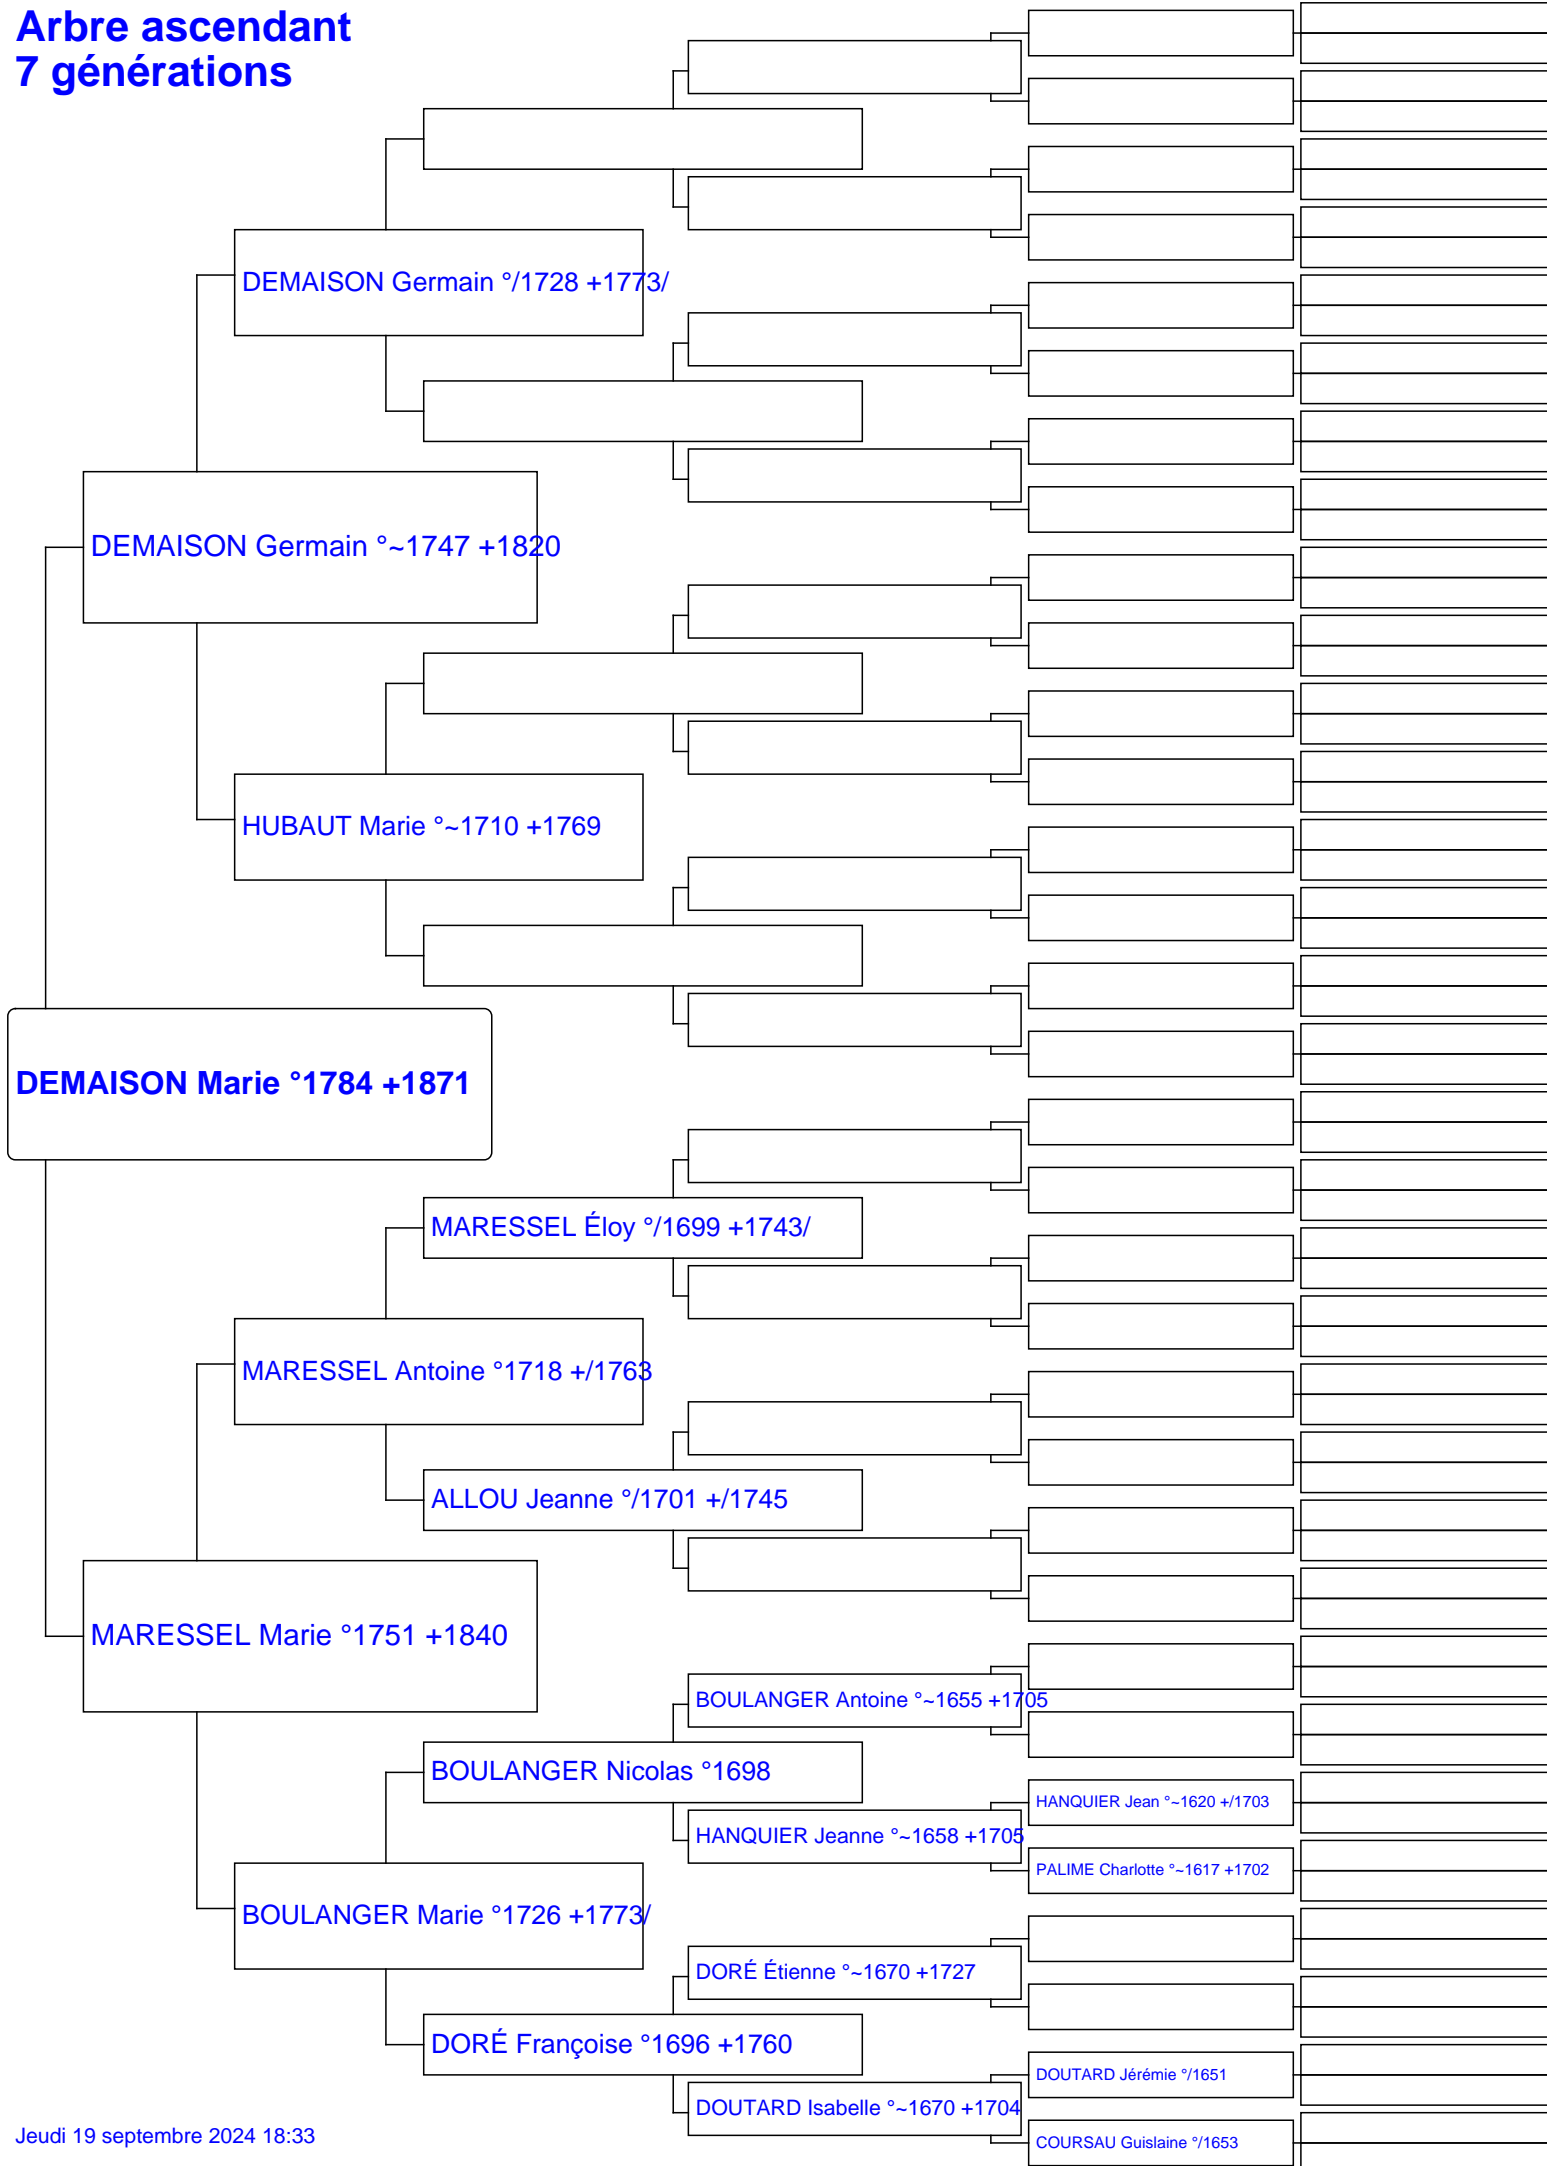 Arbre ascendant
7 générations
DEMAISON Germain °/1728 +1773/
DEMAISON Germain °~1747 +1820
HUBAUT Marie °~1710 +1769
DEMAISON Marie °1784 +1871
MARESSEL Éloy °/1699 +1743/
MARESSEL Antoine °1718 +/1763
ALLOU Jeanne °/1701 +/1745
MARESSEL Marie °1751 +1840
BOULANGER Antoine °~1655 +1705
BOULANGER Nicolas °1698
HANQUIER Jean °~1620 +/1703
HANQUIER Jeanne °~1658 +1705
PALIME Charlotte °~1617 +1702
BOULANGER Marie °1726 +1773/
DORÉ Étienne °~1670 +1727
DORÉ Françoise °1696 +1760
DOUTARD Jérémie °/1651
DOUTARD Isabelle °~1670 +1704
COURSAU Guislaine °/1653
Jeudi 19 septembre 2024 18:33